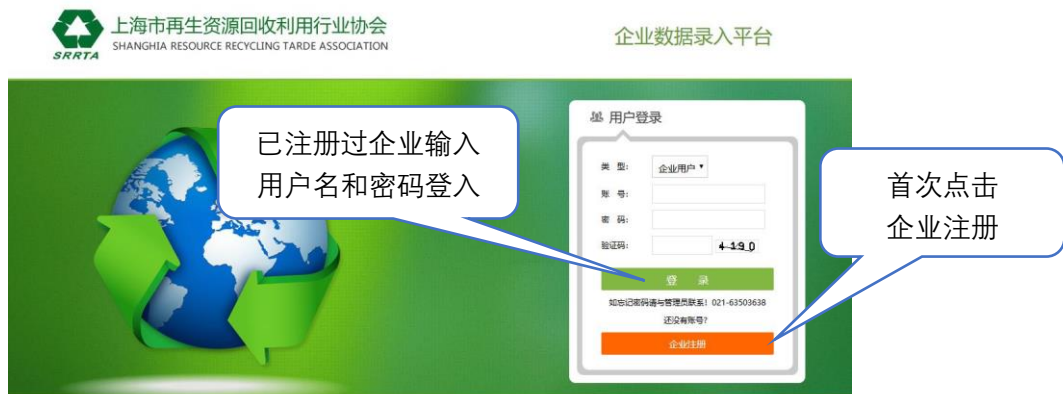 上海市再生资源回收利用行业协会
SHANGHIA RESOURCE RECYCLING TARDE ASSOCIATION
SRRTA
企业数据录入平台
用户登录
已注册过企业输入
用户名和密码登入
类 型: 企业用户
账 号:
密 码:
验证码: 4190
登 录
如忘记密码请与管理员联系! 021-63503638
还没有账号?
企业注册
首次点击
企业注册